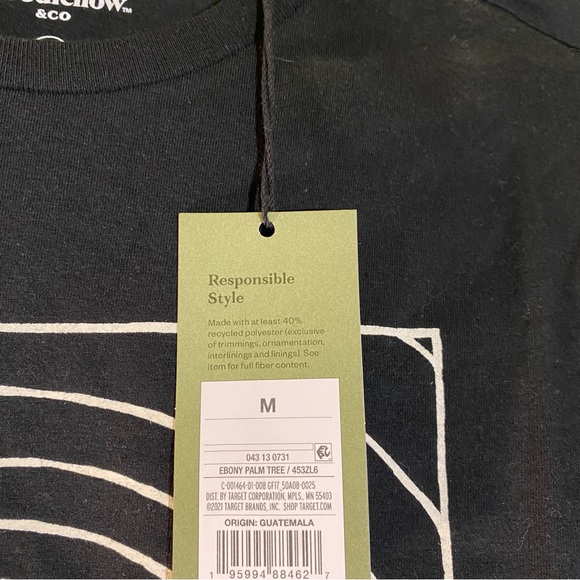 &CO
Responsible
Style
Made with at least 40%
recycled polyester (exclusive
of trimmings, ornamentation,
interlinings and linings). See
item for full fiber content.
M
043 13 0731
EBONY PALM TREE / 453ZL6
C-001464-01-008 GF17_50A08-0025
DIST. BY TARGET CORPORATION, MPLS., MN 55403
©2021 TARGET BRANDS, INC. SHOP TARGET.COM
ORIGIN: GUATEMALA
1 95994 88462 7